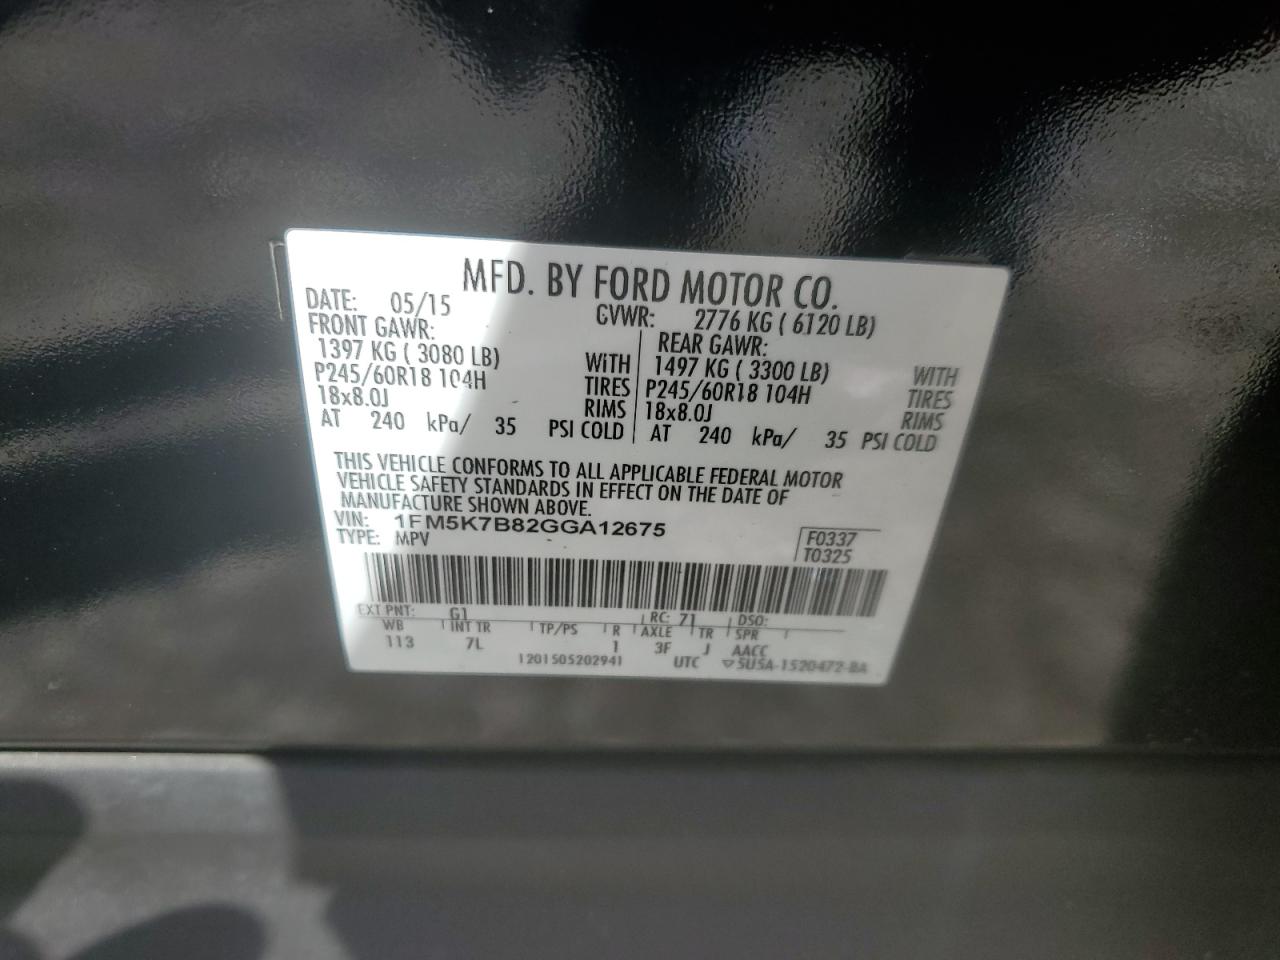 MFD. BY FORD MOTOR CO.
DATE: 05/15 GVWR: 2776 KG ( 6120 LB)
FRONT GAWR: REAR GAWR:
1397 KG ( 3080 LB) WITH 1497 KG ( 3300 LB) WITH
P245/60R18 104H TIRES P245/60R18 104H TIRES
18x8.0J RIMS 18x8.0J RIMS
AT 240 kPa/ 35 PSI COLD AT 240 kPa/ 35 PSI COLD
THIS VEHICLE CONFORMS TO ALL APPLICABLE FEDERAL MOTOR
VEHICLE SAFETY STANDARDS IN EFFECT ON THE DATE OF
MANUFACTURE SHOWN ABOVE.
VIN: 1FM5K7B82GGA12675
TYPE: MPV F0337
T0325
EXT PNT: G1 RC: 71 DSO:
WB INT TR TP/PS R AXLE TR SPR
113 7L 1 3F J AACC
1201505202941 UTC ▽5U5A-1520472-BA